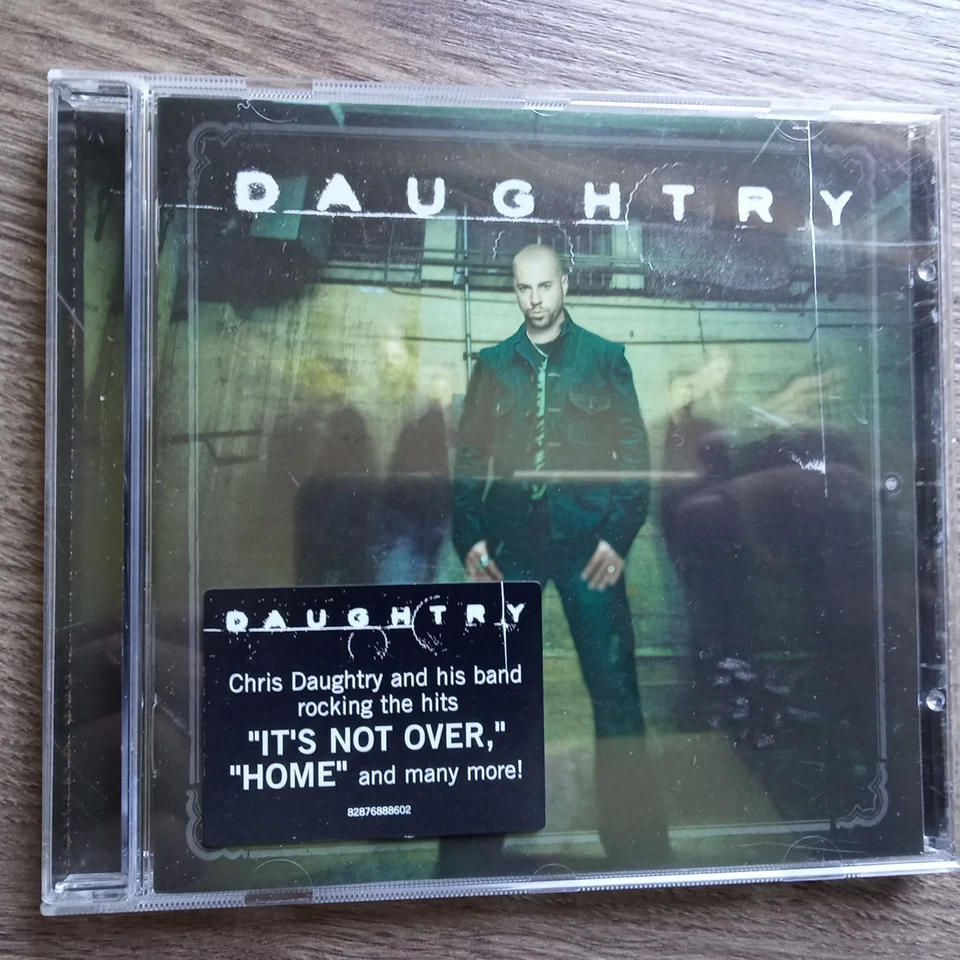 DAUGHTRY
DAUGHTRY
Chris Daughtry and his band
rocking the hits
"IT'S NOT OVER,"
"HOME" and many more!
82876888602